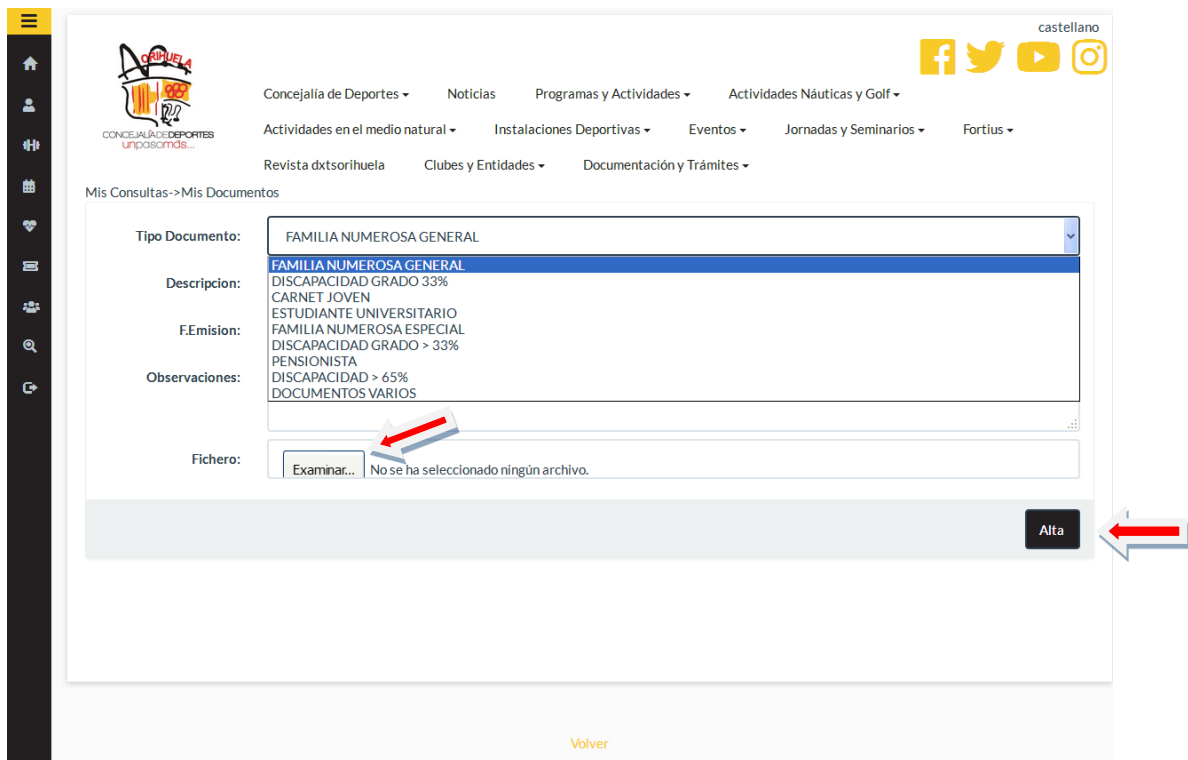 castellano
ORIHUELA
CONCEJALÍADEDEPORTES
unpasomás...
Concejalía de Deportes Noticias Programas y Actividades Actividades Náuticas y Golf
Actividades en el medio natural Instalaciones Deportivas Eventos Jornadas y Seminarios Fortius
Revista dxtsorihuela Clubes y Entidades Documentación y Trámites
Mis Consultas->Mis Documentos
Tipo Documento: FAMILIA NUMEROSA GENERAL
FAMILIA NUMEROSA GENERAL
Descripcion: DISCAPACIDAD GRADO 33%
CARNET JOVEN
ESTUDIANTE UNIVERSITARIO
F.Emision: FAMILIA NUMEROSA ESPECIAL
DISCAPACIDAD GRADO > 33%
PENSIONISTA
Observaciones: DISCAPACIDAD > 65%
DOCUMENTOS VARIOS
Fichero: Examinar... No se ha seleccionado ningún archivo.
Alta
Volver